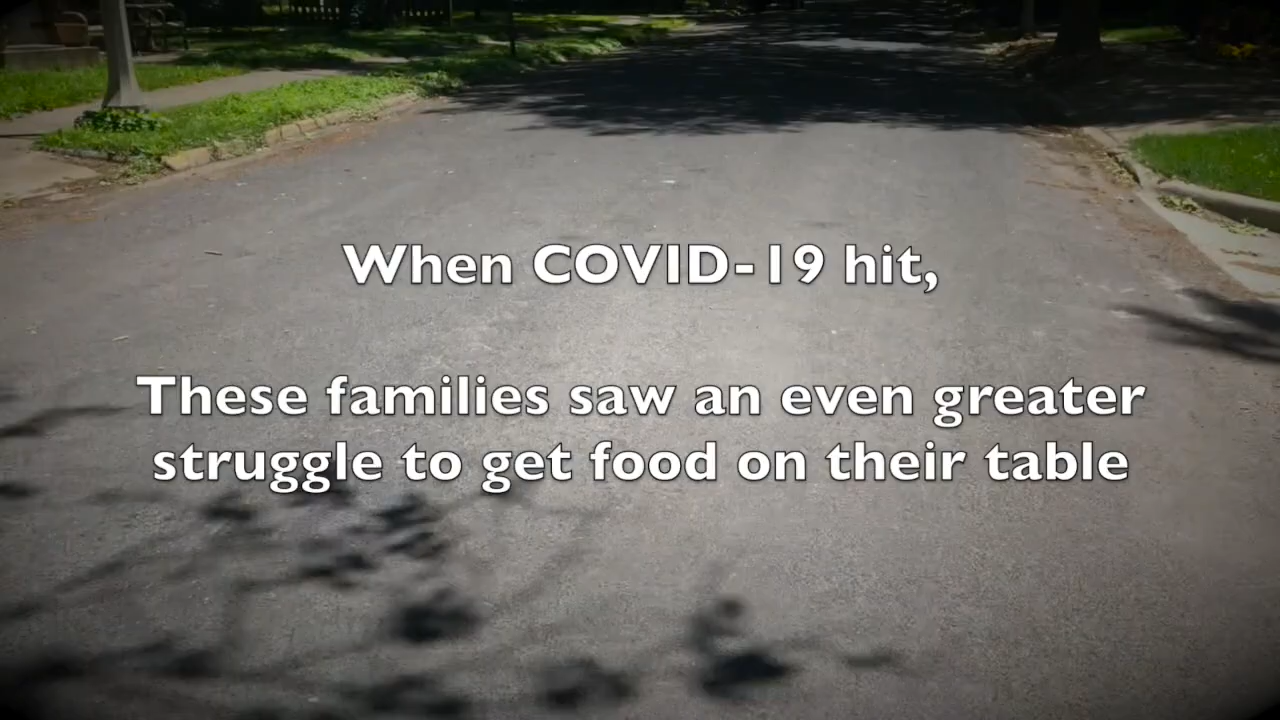 When COVID-19 hit,
These families saw an even greater
struggle to get food on their table